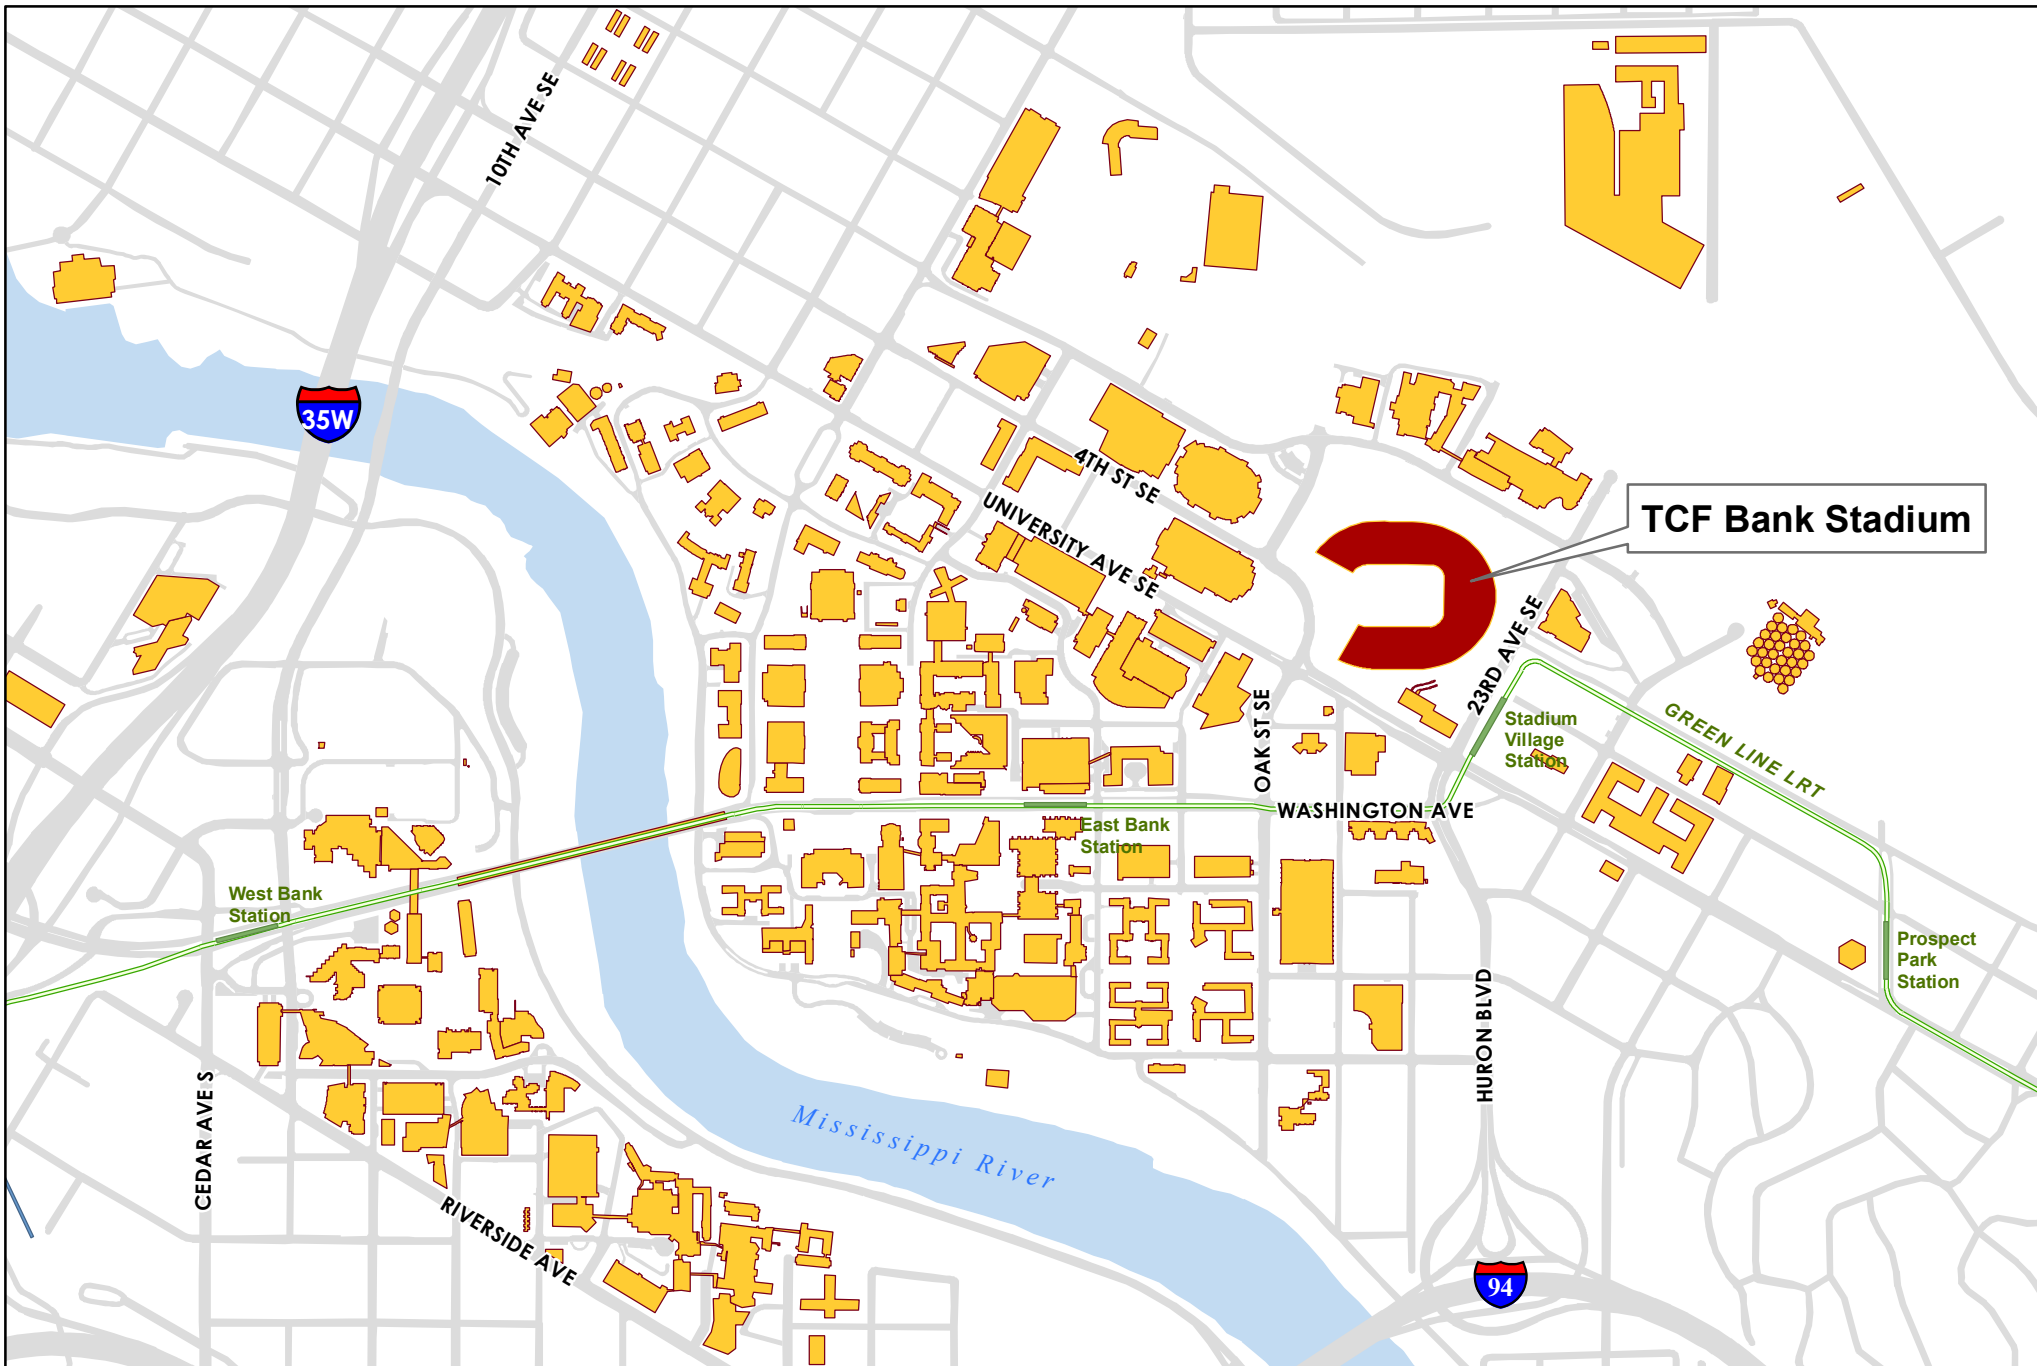 10TH AVE SE
35W
4TH ST SE
UNIVERSITY AVE SE
TCF Bank Stadium
23RD AVE SE
Stadium
Village
Station
GREEN LINE LRT
OAK ST SE
WASHINGTON AVE
East Bank
Station
West Bank
Station
Prospect
Park
Station
HURON BLVD
CEDAR AVE S
Mississippi River
RIVERSIDE AVE
94